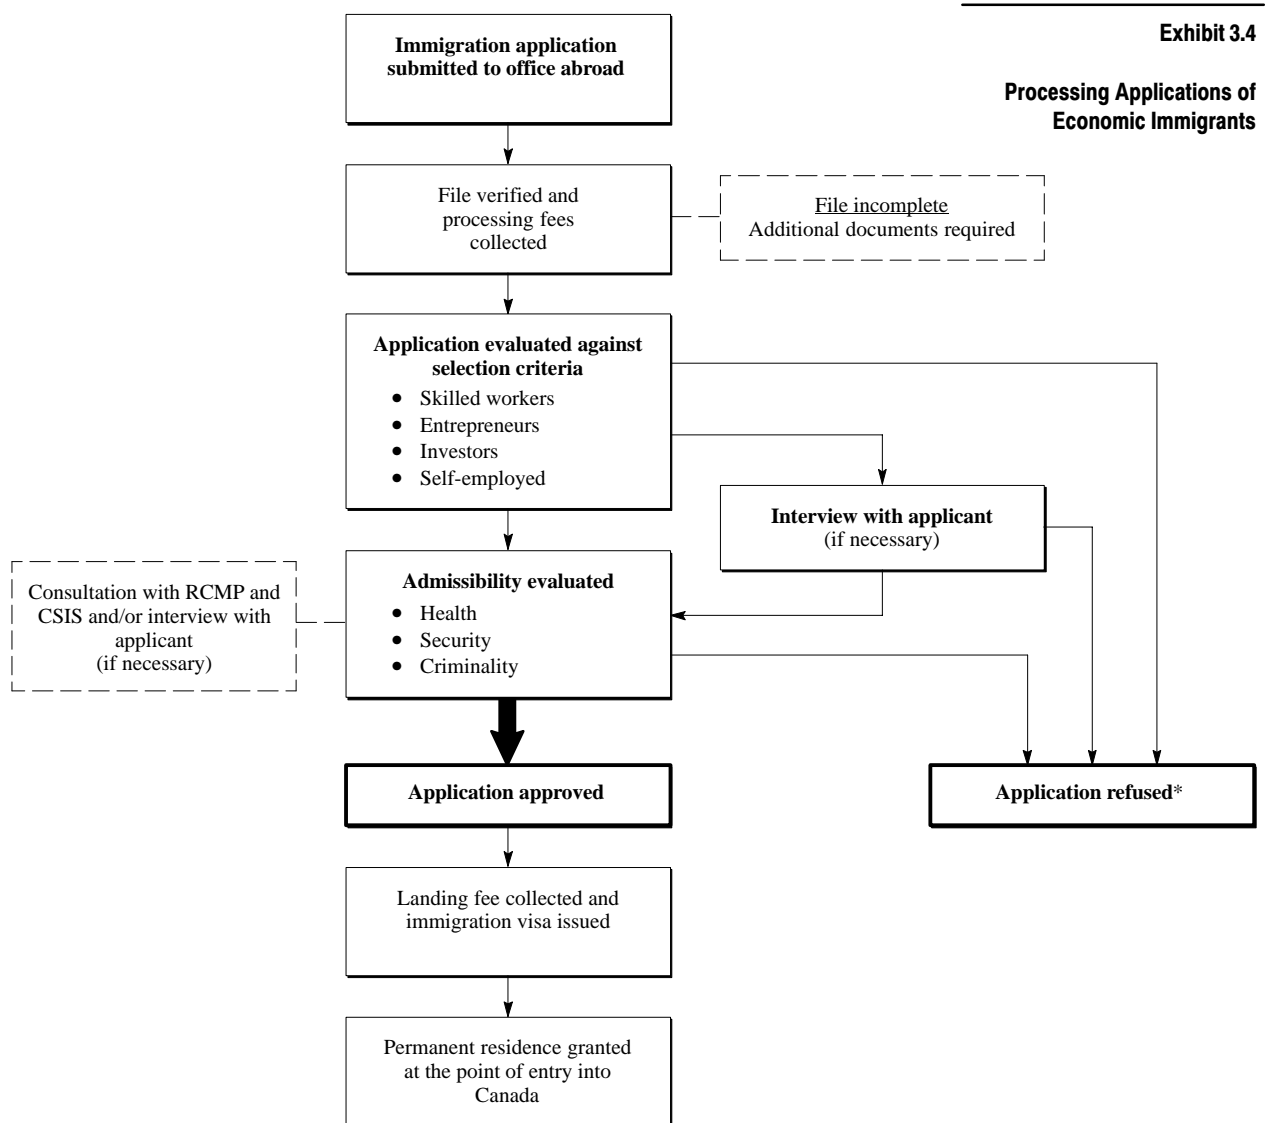 Exhibit 3.4
Processing Applications of
Economic Immigrants
Immigration application
submitted to office abroad
File verified and
processing fees
collected
File incomplete
Additional documents required
Application evaluated against
selection criteria
• Skilled workers
• Entrepreneurs
• Investors
• Self-employed
Interview with applicant
(if necessary)
Consultation with RCMP and
CSIS and/or interview with
applicant
(if necessary)
Admissibility evaluated
• Health
• Security
• Criminality
Application approved
Application refused*
Landing fee collected and
immigration visa issued
Permanent residence granted
at the point of entry into
Canada